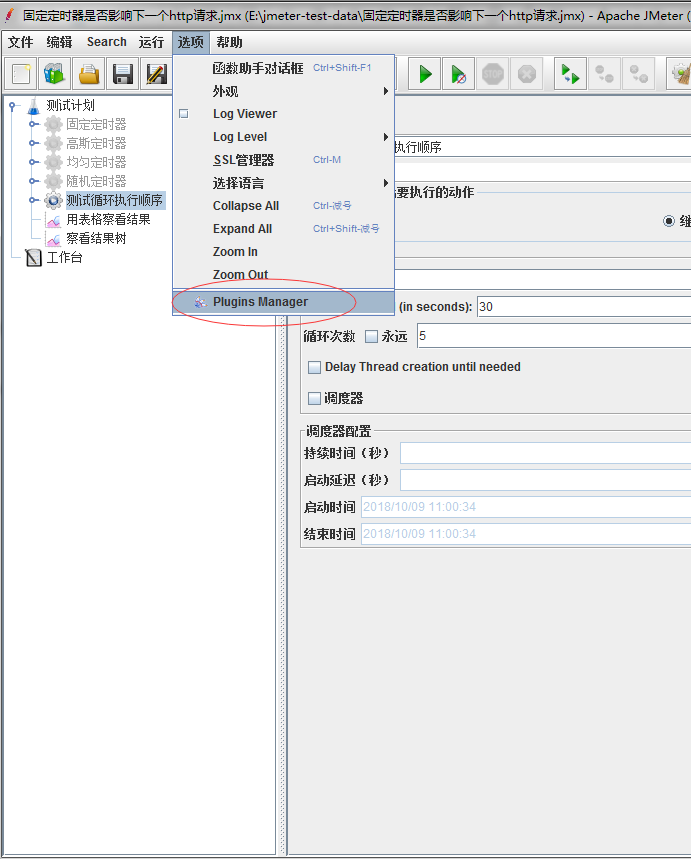 固定定时器是否影响下一个http请求.jmx (E:\jmeter-test-data\固定定时器是否影响下一个http请求.jmx) - Apache JMeter (
文件 编辑 Search 运行 选项 帮助
函数助手对话框 Ctrl+Shift-F1
外观
Log Viewer
Log Level
SSL管理器 Ctrl-M
选择语言
Collapse All Ctrl-减号
Expand All Ctrl+Shift-减号
Zoom In
Zoom Out
Plugins Manager
测试计划
固定定时器
高斯定时器
均匀定时器
随机定时器
测试循环执行顺序
用表格察看结果
察看结果树
工作台
STOP
执行顺序
要执行的动作
继
(in seconds): 30
循环次数 永远 5
Delay Thread creation until needed
调度器
调度器配置
持续时间（秒）
启动延迟（秒）
启动时间 2018/10/09 11:00:34
结束时间 2018/10/09 11:00:34